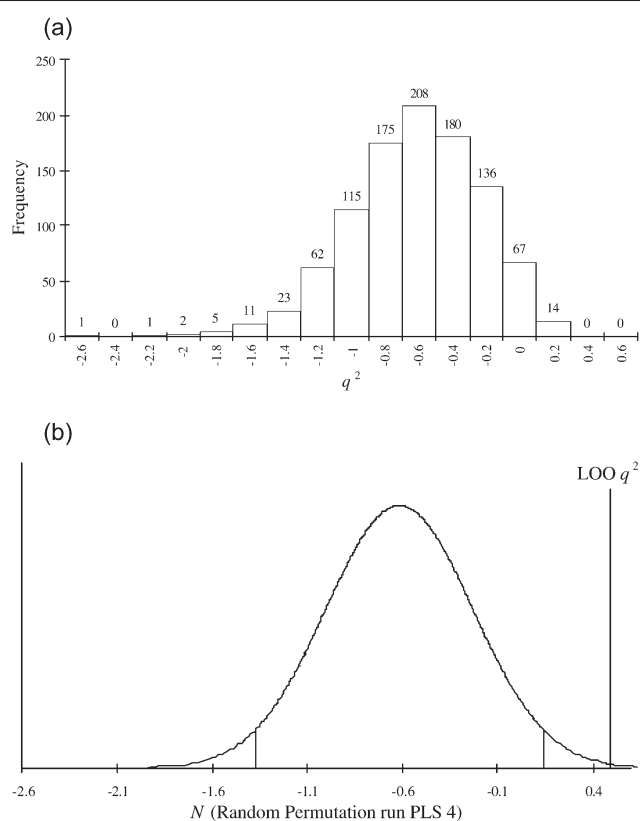 (a)
250
200
150
100
50
0
Frequency
1 0 1 2 5 11 23 62 115 175 208 180 136 67 14 0 0
-2.6 -2.4 -2.2 -2 -1.8 -1.6 -1.4 -1.2 -1 -0.8 -0.6 -0.4 -0.2 0 0.2 0.4 0.6
q²
(b)
LOO q²
-2.6 -2.1 -1.6 -1.1 -0.6 -0.1 0.4
N (Random Permutation run PLS 4)